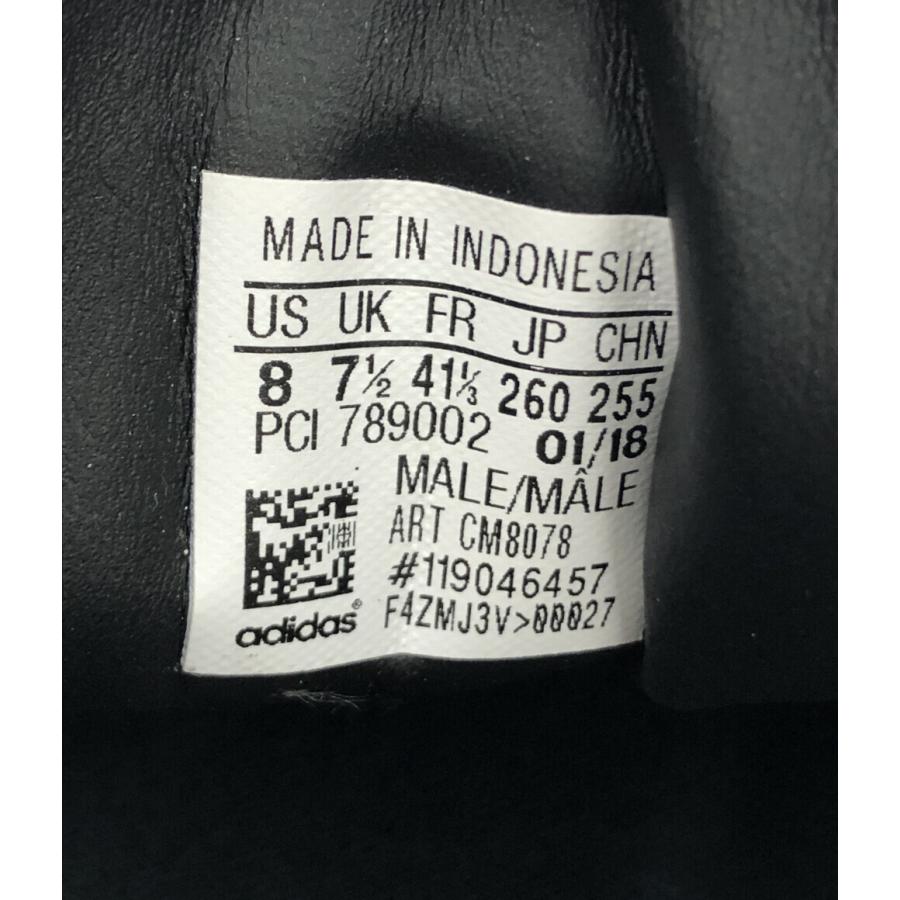 MADE IN INDONESIA
US UK FR JP CHN
8 7½ 41⅓ 260 255
PCI 789002 01/18
MALE/MÂLE
ART CM8078
#119046457
F4ZMJ3V>00027
adidas®